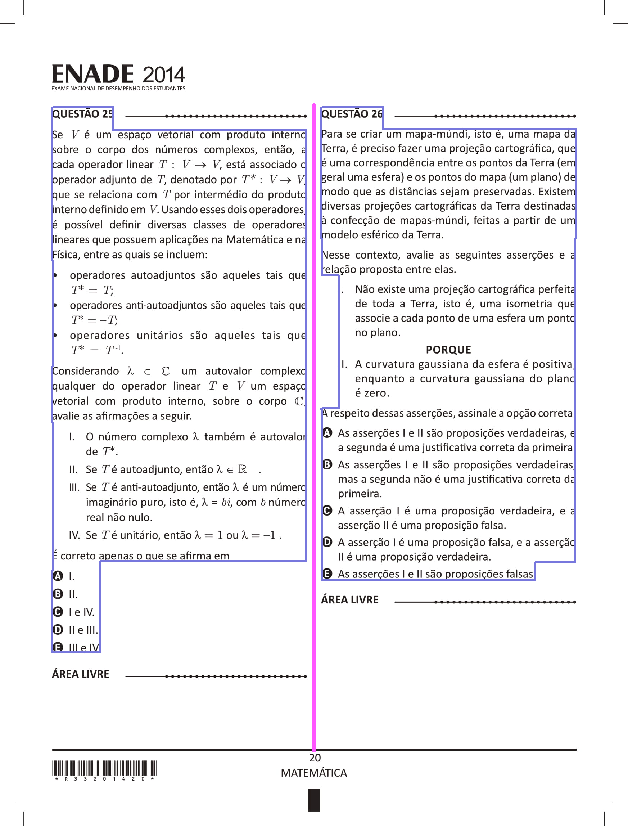 ENADE 2014
EXAME NACIONAL DE DESEMPENHO DOS ESTUDANTES
QUESTÃO 25
Se V é um espaço vetorial com produto interno
sobre o corpo dos números complexos, então, a
cada operador linear T : V → V, está associado o
operador adjunto de T, denotado por T* : V → V,
que se relaciona com T por intermédio do produto
interno definido em V. Usando esses dois operadores,
é possível definir diversas classes de operadores
lineares que possuem aplicações na Matemática e na
Física, entre as quais se incluem:
• operadores autoadjuntos são aqueles tais que
T* = T;
• operadores anti-autoadjuntos são aqueles tais que
T* = –T;
• operadores unitários são aqueles tais que
T* = T⁻¹.
Considerando λ ⊂ ℂ um autovalor complexo
qualquer do operador linear T e V um espaço
vetorial com produto interno, sobre o corpo ℂ,
avalie as afirmações a seguir.
I. O número complexo λ também é autovalor
de T*.
II. Se T é autoadjunto, então λ ∈ ℝ .
III. Se T é anti-autoadjunto, então λ é um número
imaginário puro, isto é, λ = bi, com b número
real não nulo.
IV. Se T é unitário, então λ = 1 ou λ = –1 .
É correto apenas o que se afirma em
A I.
B II.
C I e IV.
D II e III.
E III e IV
ÁREA LIVRE
QUESTÃO 26
Para se criar um mapa-múndi, isto é, uma mapa da
Terra, é preciso fazer uma projeção cartográfica, que
é uma correspondência entre os pontos da Terra (em
geral uma esfera) e os pontos do mapa (um plano) de
modo que as distâncias sejam preservadas. Existem
diversas projeções cartográficas da Terra destinadas
à confecção de mapas-múndi, feitas a partir de um
modelo esférico da Terra.
Nesse contexto, avalie as seguintes asserções e a
relação proposta entre elas.
I. Não existe uma projeção cartográfica perfeita
de toda a Terra, isto é, uma isometria que
associe a cada ponto de uma esfera um ponto
no plano.
PORQUE
I. A curvatura gaussiana da esfera é positiva,
enquanto a curvatura gaussiana do plano
é zero.
A respeito dessas asserções, assinale a opção correta
A As asserções I e II são proposições verdadeiras, e
a segunda é uma justificativa correta da primeira
B As asserções I e II são proposições verdadeiras,
mas a segunda não é uma justificativa correta da
primeira.
C A asserção I é uma proposição verdadeira, e a
asserção II é uma proposição falsa.
D A asserção I é uma proposição falsa, e a asserção
II é uma proposição verdadeira.
E As asserções I e II são proposições falsas
ÁREA LIVRE
20
MATEMÁTICA